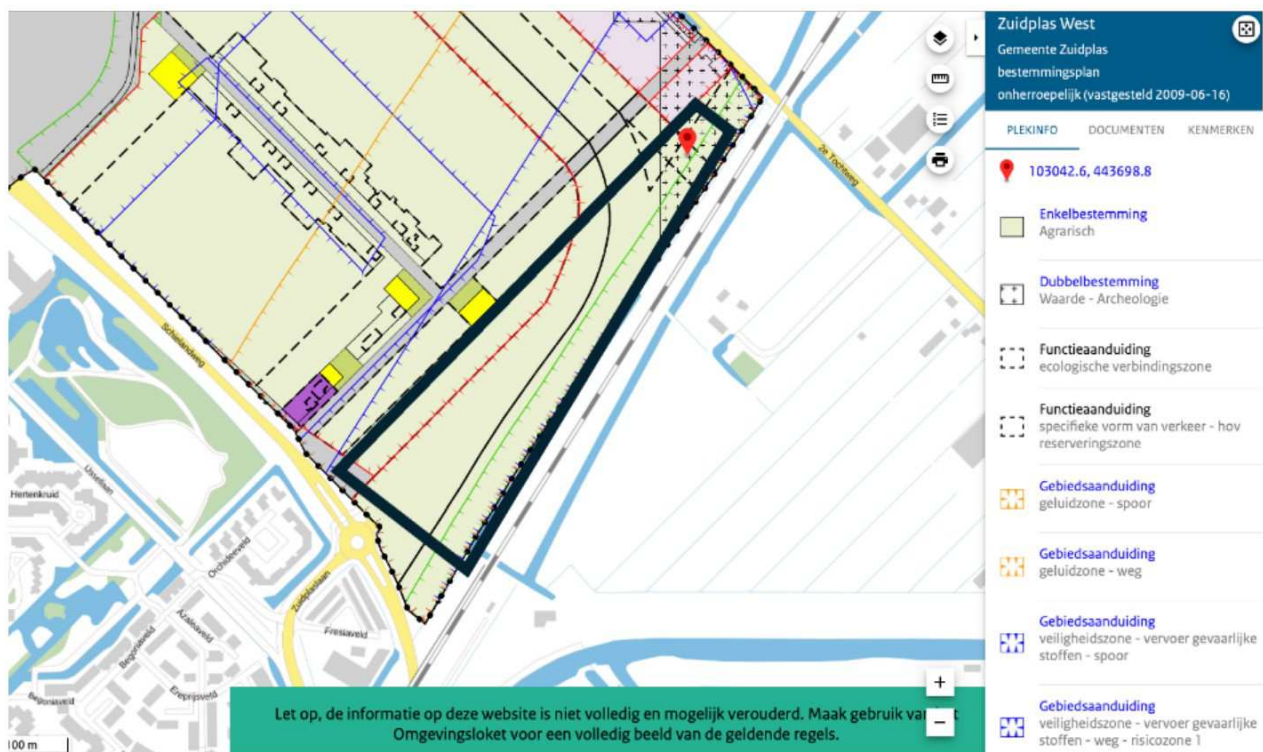 Zuidplas West
Gemeente Zuidplas
bestemmingsplan
onherroepelijk (vastgesteld 2009-06-16)
PLEKINFO DOCUMENTEN KENMERKEN
103042.6, 443698.8
Enkelbestemming
Agrarisch
Dubbelbestemming
Waarde - Archeologie
Functieaanduiding
ecologische verbindingszone
Functieaanduiding
specifieke vorm van verkeer - hov
reserveringszone
Gebiedsaanduiding
geluidzone - spoor
Gebiedsaanduiding
geluidzone - weg
Gebiedsaanduiding
veiligheidszone - vervoer gevaarlijke
stoffen - spoor
Gebiedsaanduiding
veiligheidszone - vervoer gevaarlijke
stoffen - weg - risicozone 1
2e Tochtweg
Schielandweg
IJssellaan
Hertenkruid
Orchideeveld
Zuidplaslaan
Azaleaveld
Fresiaveld
Begoniaveld
Ereprijsveld
Begoniaveld
100 m
+
−
Let op, de informatie op deze website is niet volledig en mogelijk verouderd. Maak gebruik van
Omgevingsloket voor een volledig beeld van de geldende regels.